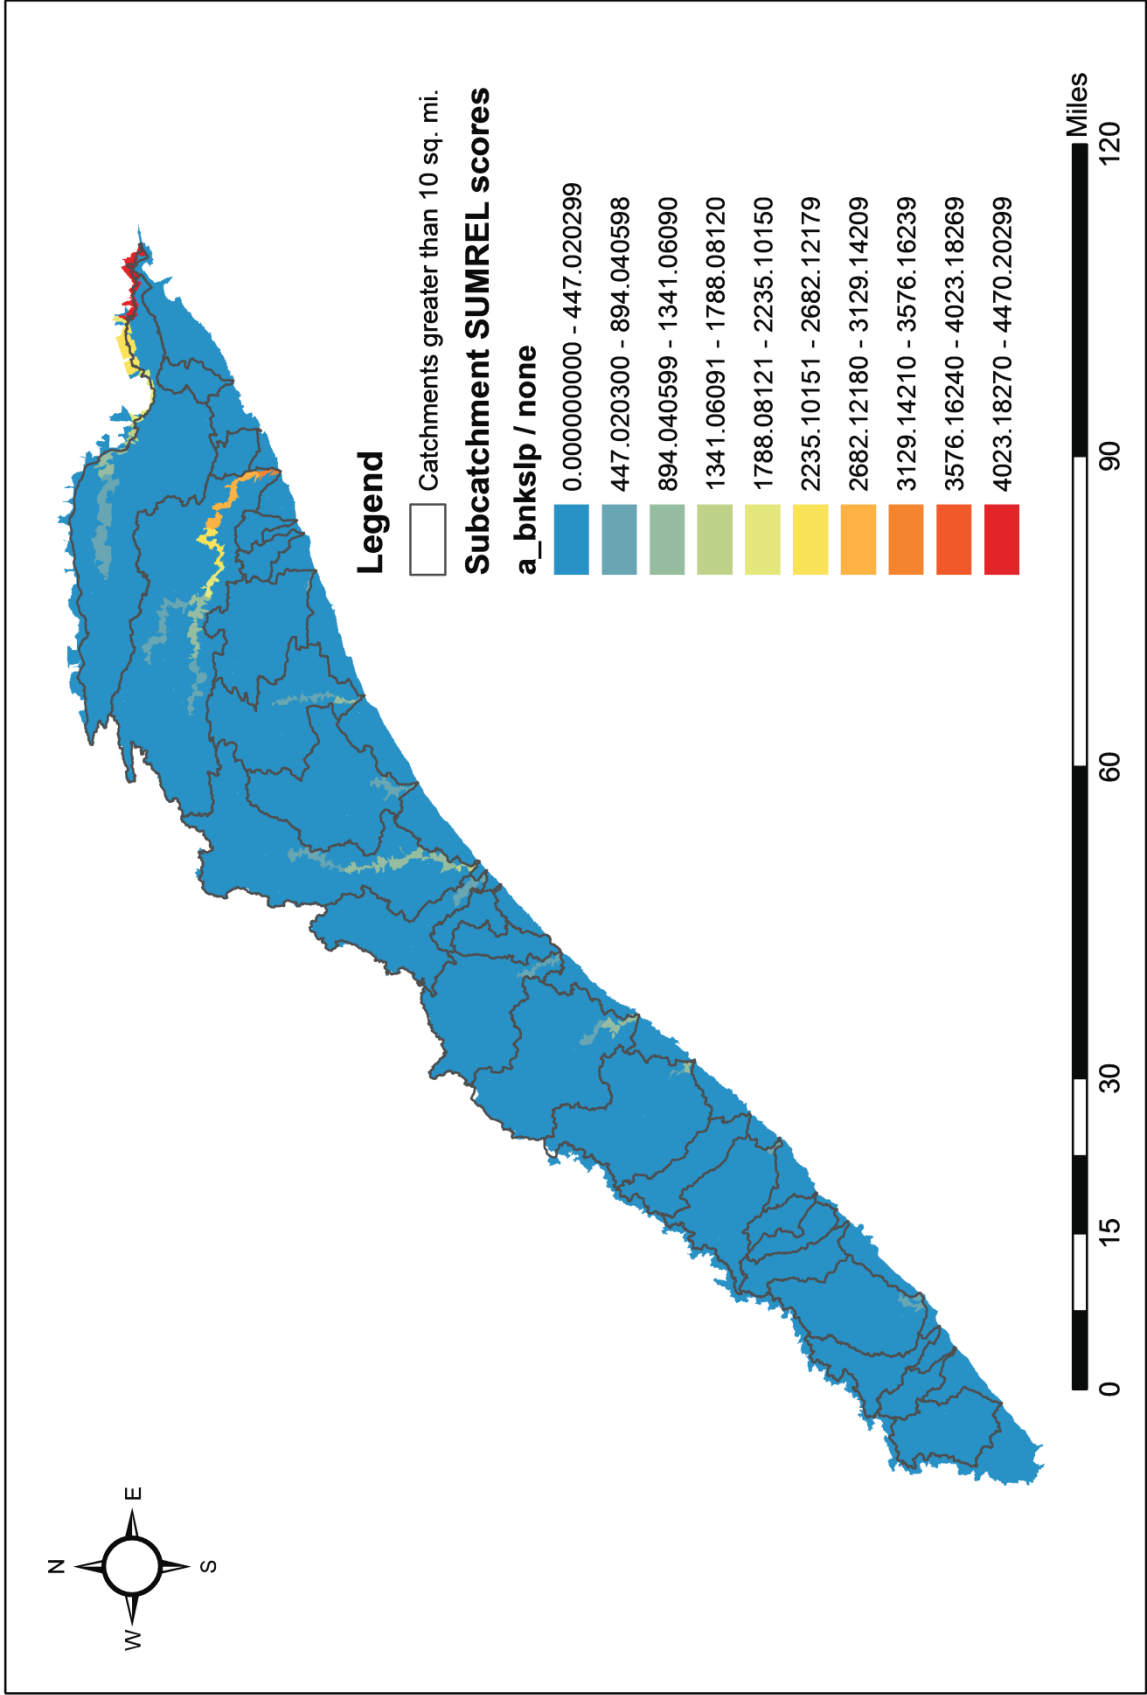 N
W
E
S
Legend
Catchments greater than 10 sq. mi.
Subcatchment SUMREL scores
a_bnkslp / none
0.000000000 - 447.020299
447.020300 - 894.040598
894.040599 - 1341.06090
1341.06091 - 1788.08120
1788.08121 - 2235.10150
2235.10151 - 2682.12179
2682.12180 - 3129.14209
3129.14210 - 3576.16239
3576.16240 - 4023.18269
4023.18270 - 4470.20299
Miles
0 15 30 60 90 120